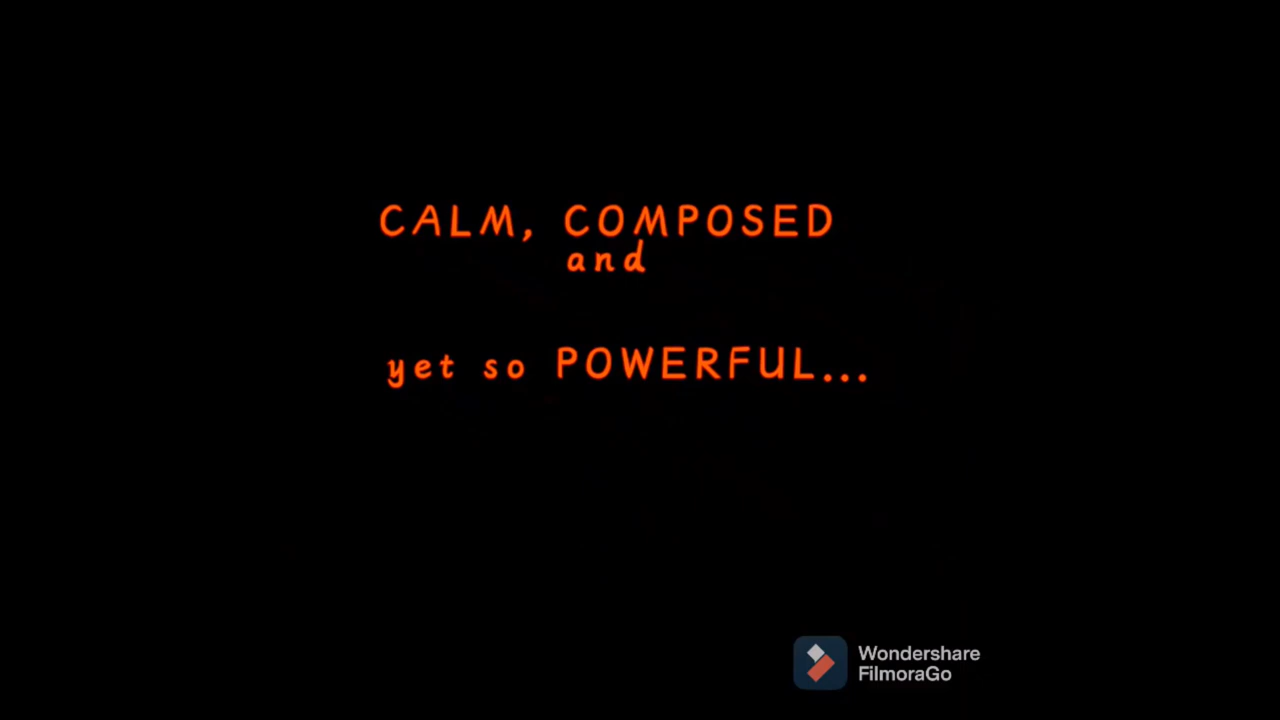 CALM, COMPOSED
and
yet so POWERFUL...
Wondershare
FilmoraGo